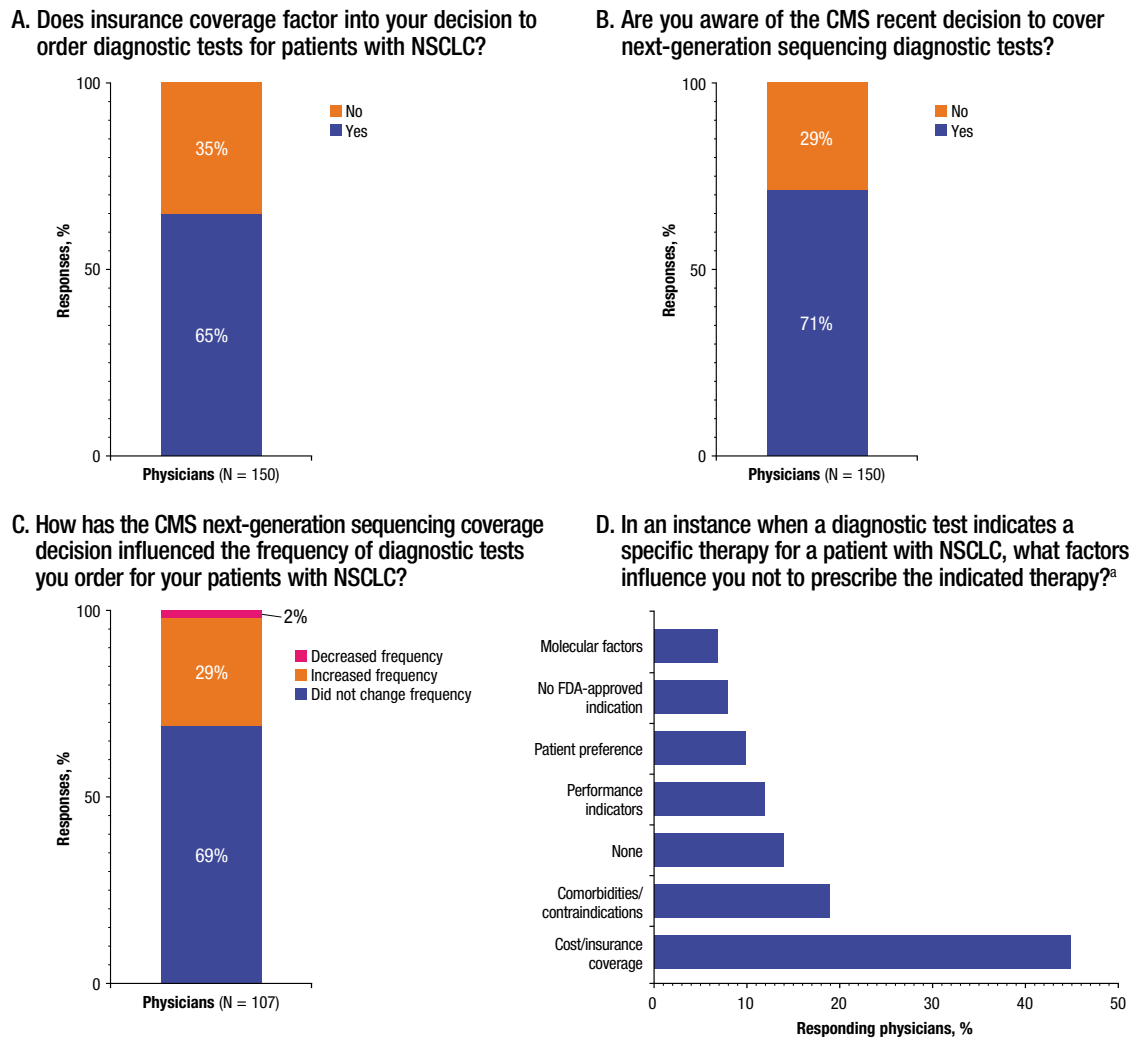 A. Does insurance coverage factor into your decision to
order diagnostic tests for patients with NSCLC?
100
50
0
Responses, %
No
Yes
35%
65%
Physicians (N = 150)
B. Are you aware of the CMS recent decision to cover
next-generation sequencing diagnostic tests?
100
50
0
Responses, %
No
Yes
29%
71%
Physicians (N = 150)
C. How has the CMS next-generation sequencing coverage
decision influenced the frequency of diagnostic tests
you order for your patients with NSCLC?
100
50
0
Responses, %
2%
Decreased frequency
Increased frequency
Did not change frequency
29%
69%
Physicians (N = 107)
D. In an instance when a diagnostic test indicates a
specific therapy for a patient with NSCLC, what factors
influence you not to prescribe the indicated therapy?ᵃ
Molecular factors
No FDA-approved
indication
Patient preference
Performance
indicators
None
Comorbidities/
contraindications
Cost/insurance
coverage
0 10 20 30 40 50
Responding physicians, %